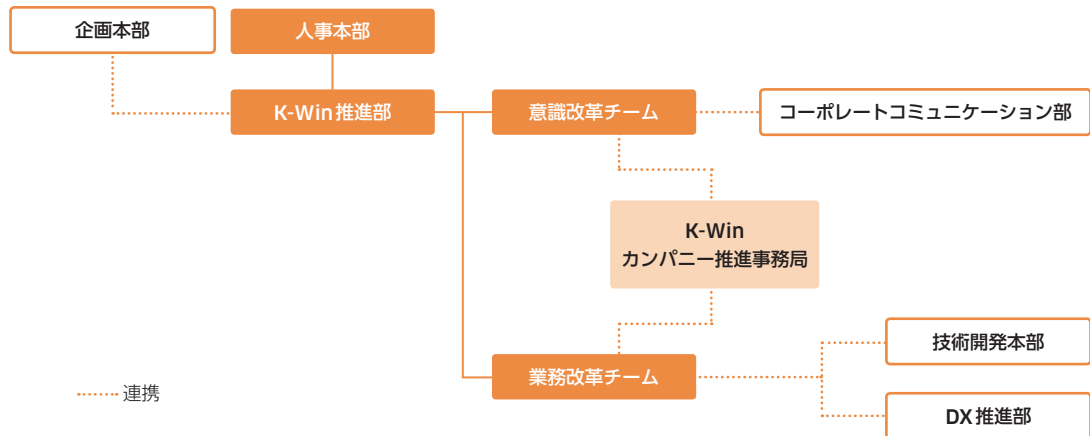 企画本部
人事本部
K-Win推進部
意識改革チーム
コーポレートコミュニケーション部
K-Win
カンパニー推進事務局
技術開発本部
業務改革チーム
連携
DX推進部